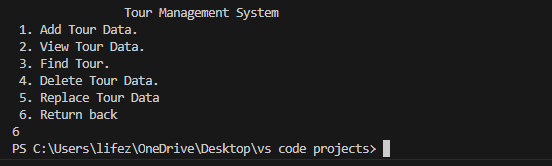 Tour Management System
1. Add Tour Data.
2. View Tour Data.
3. Find Tour.
4. Delete Tour Data.
5. Replace Tour Data
6. Return back
6
PS C:\Users\lifez\OneDrive\Desktop\vs code projects>